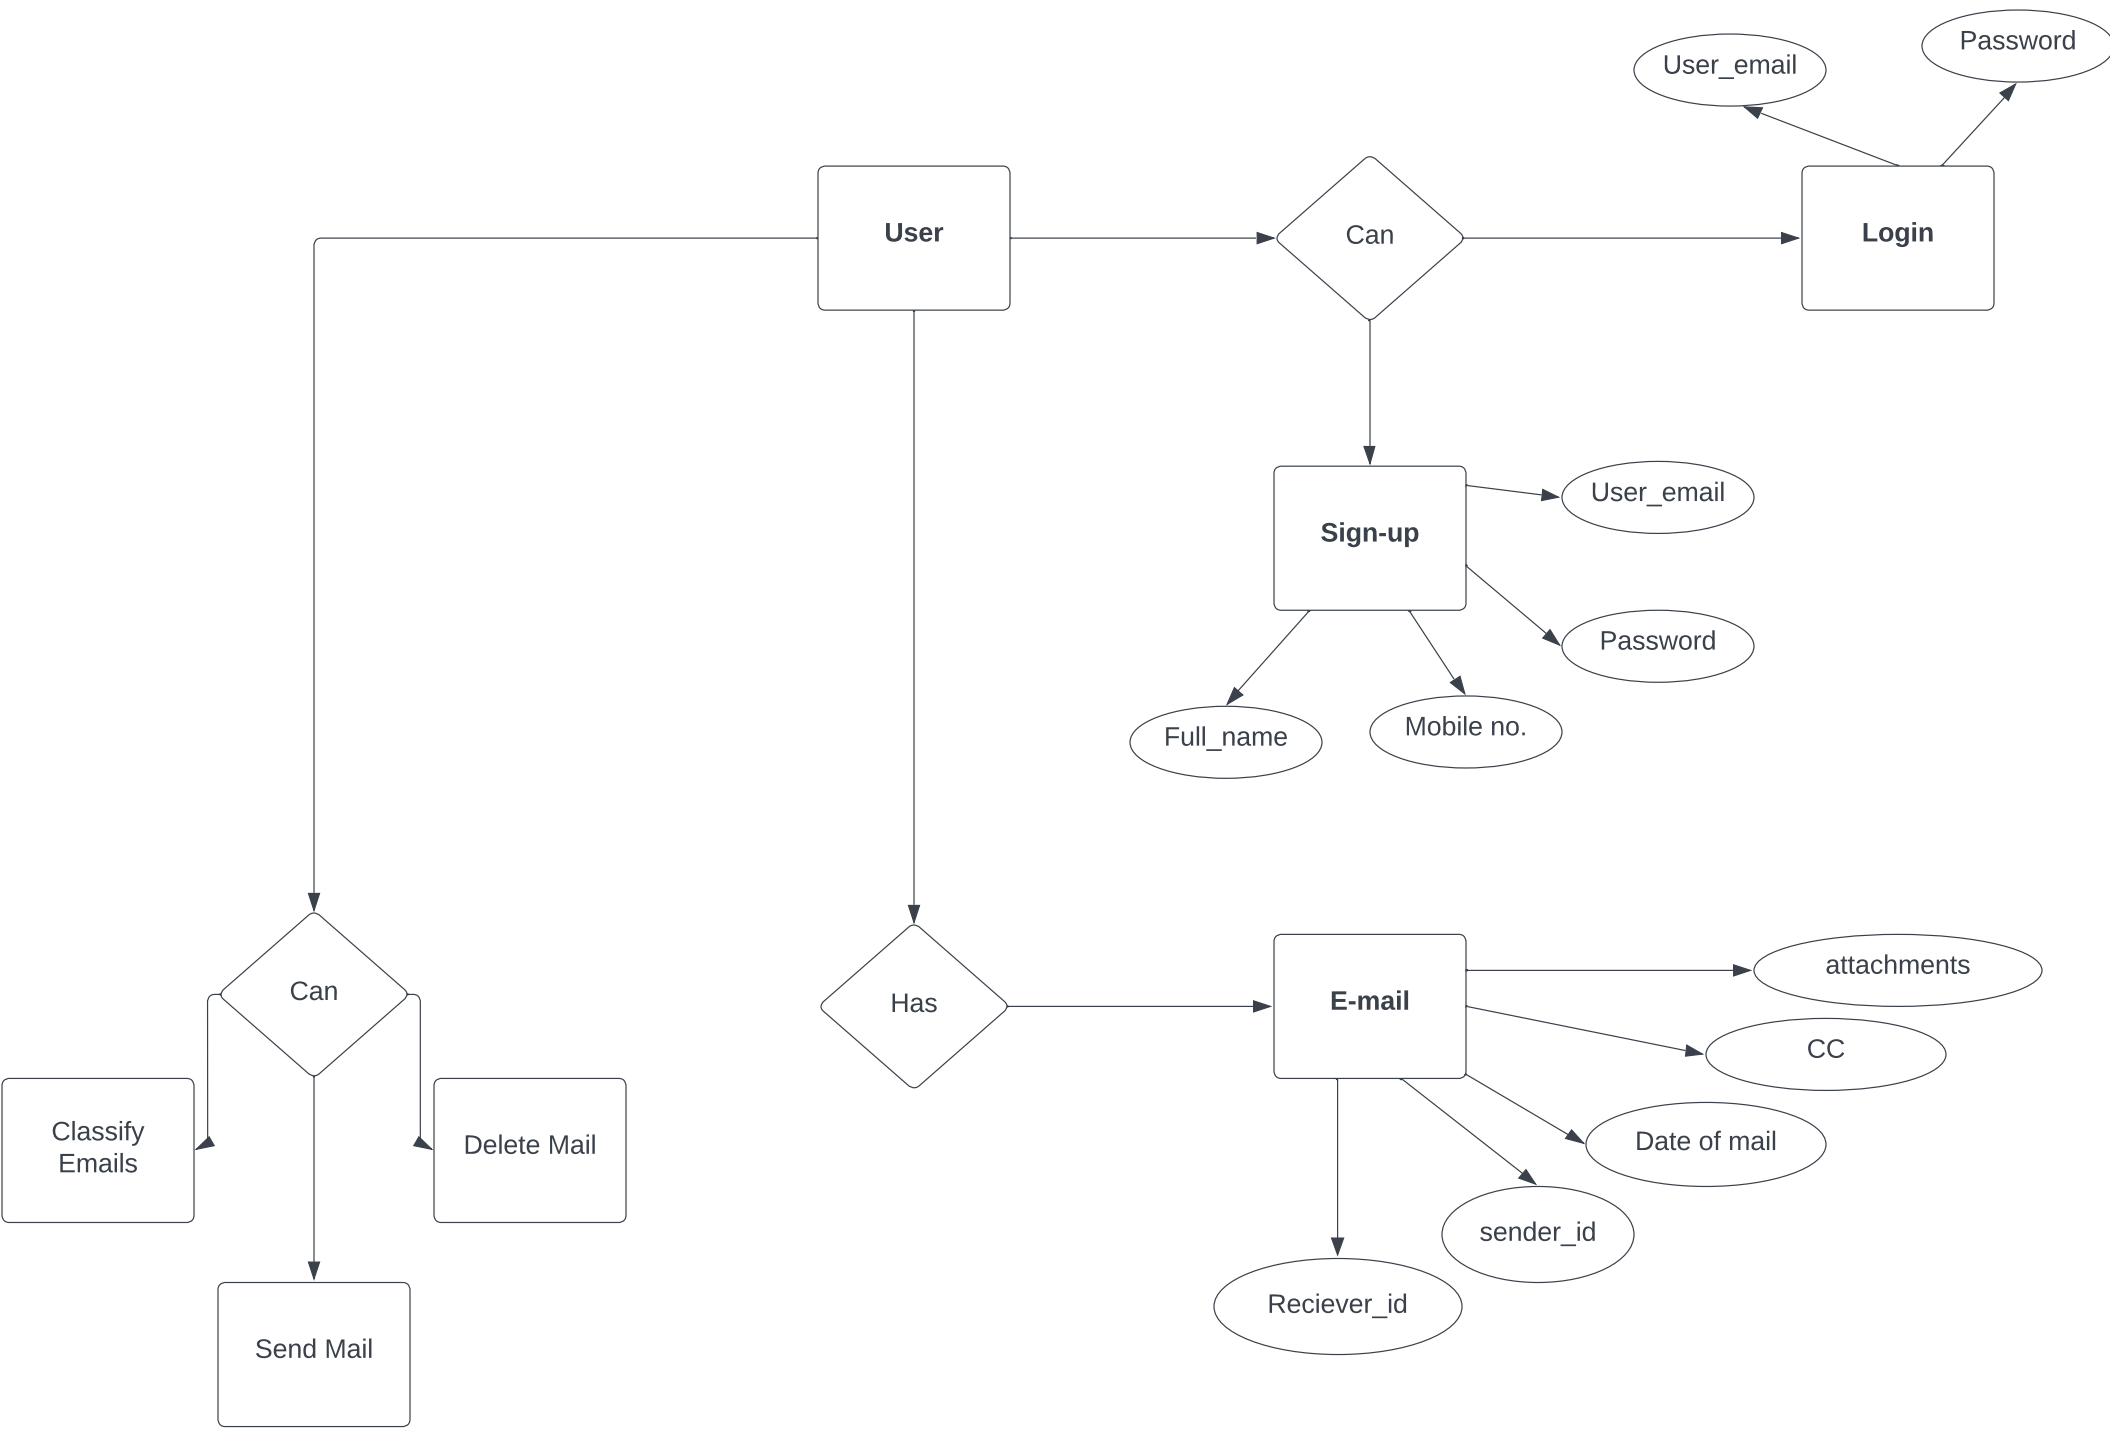 Password
User_email
User
Can
Login
User_email
Sign-up
Password
Full_name
Mobile no.
attachments
Can
Has
E-mail
CC
Classify
Emails
Delete Mail
Date of mail
sender_id
Reciever_id
Send Mail